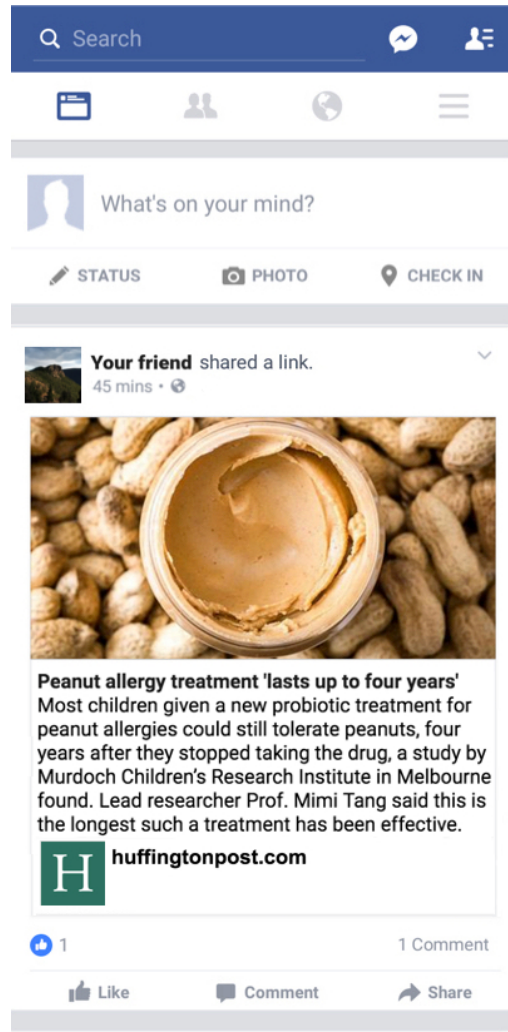 Search
What's on your mind?
STATUS PHOTO CHECK IN
Your friend shared a link.
45 mins
Peanut allergy treatment 'lasts up to four years'
Most children given a new probiotic treatment for
peanut allergies could still tolerate peanuts, four
years after they stopped taking the drug, a study by
Murdoch Children's Research Institute in Melbourne
found. Lead researcher Prof. Mimi Tang said this is
the longest such a treatment has been effective.
H huffingtonpost.com
1 1 Comment
Like Comment Share